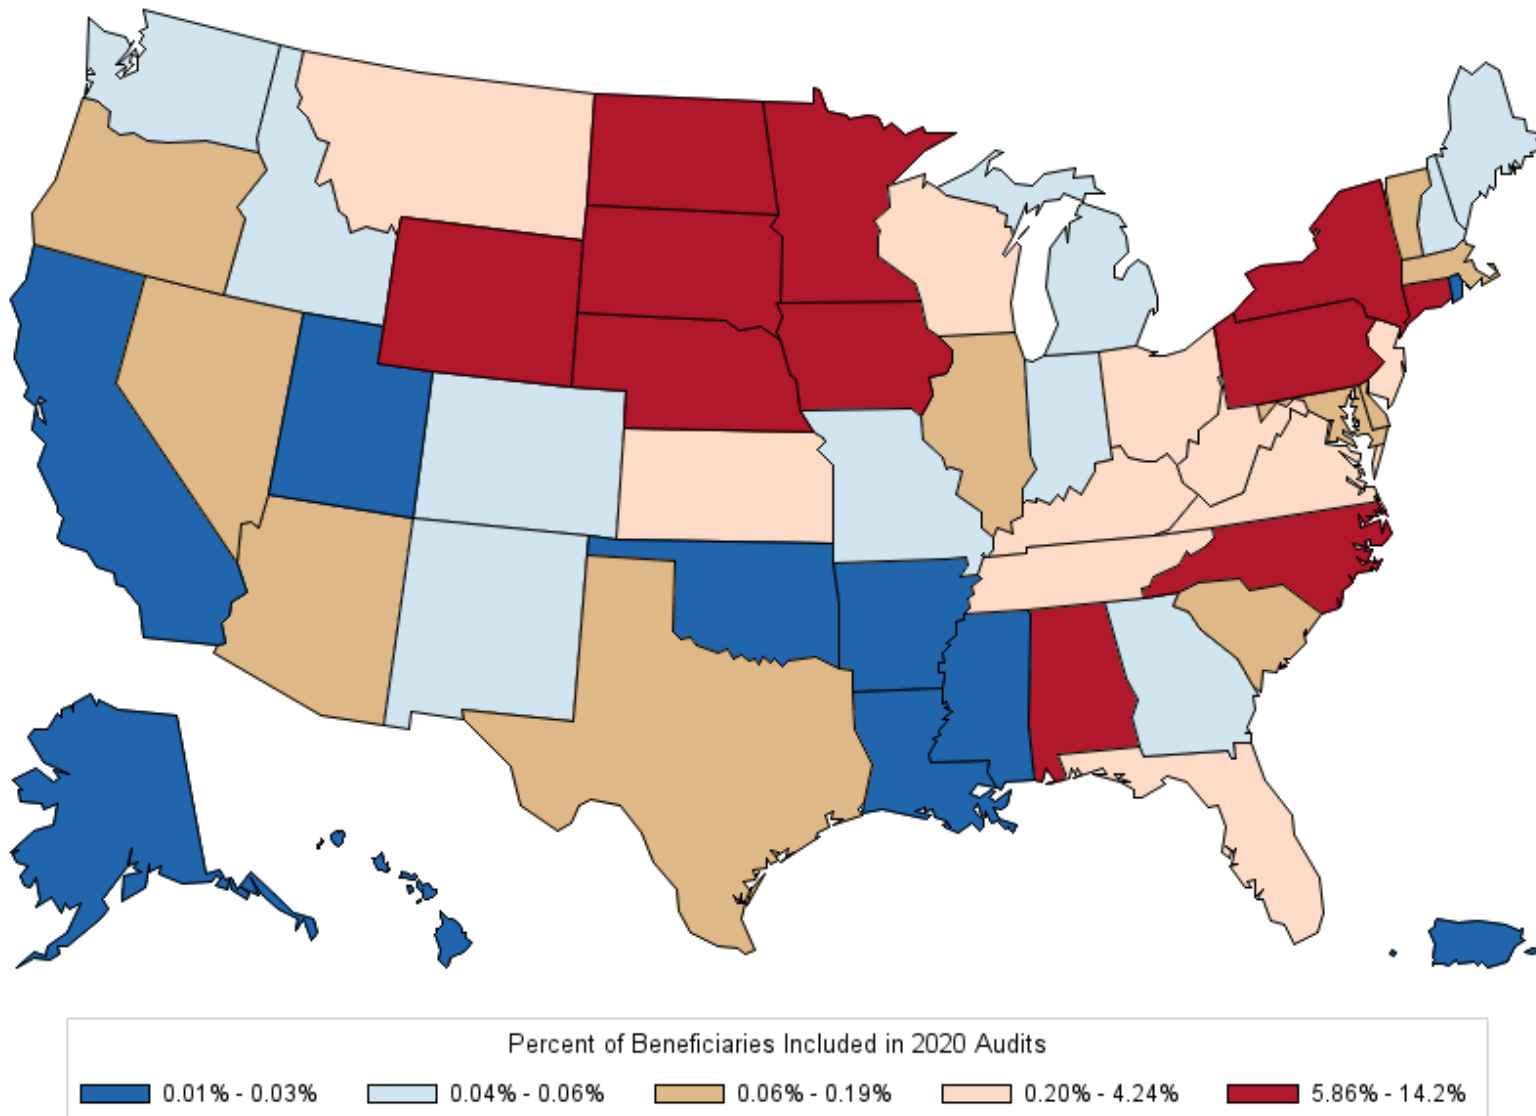 Percent of Beneficiaries Included in 2020 Audits
0.01% - 0.03% 0.04% - 0.06% 0.06% - 0.19% 0.20% - 4.24% 5.86% - 14.2%